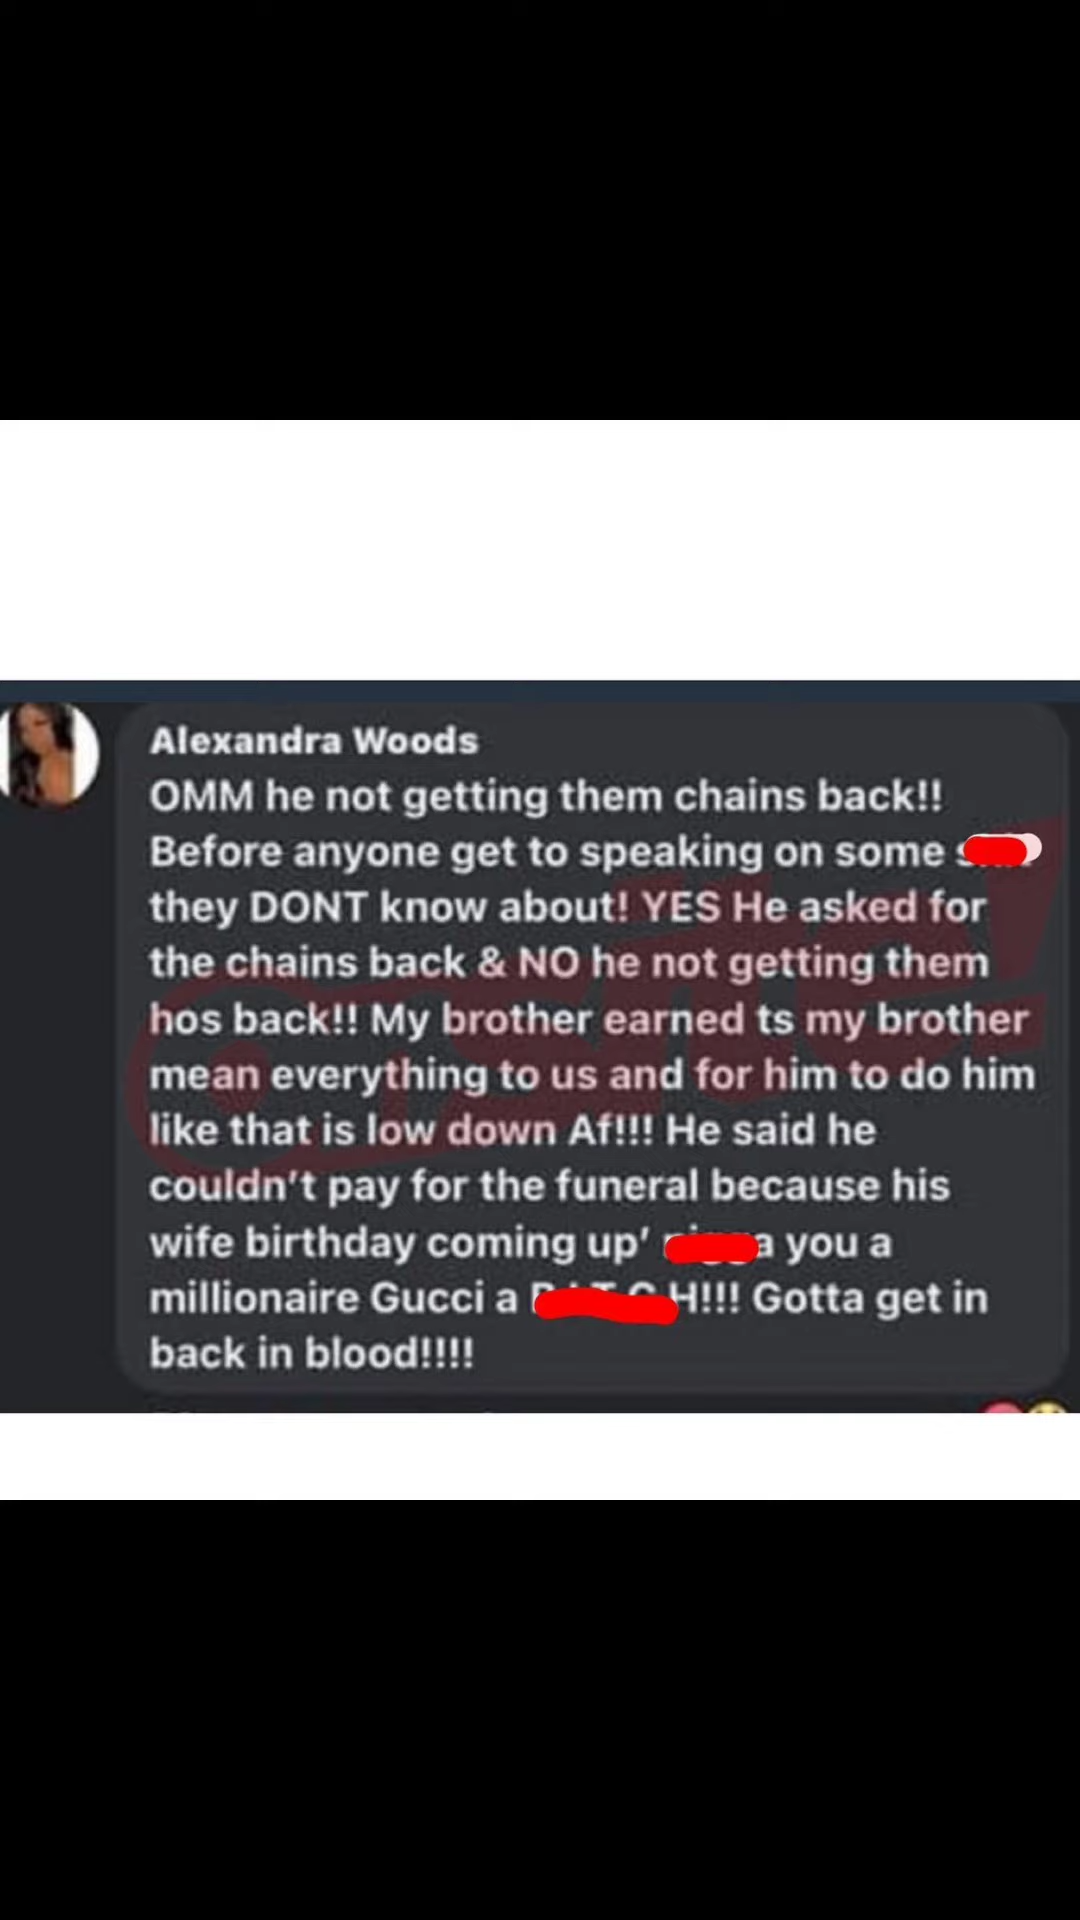 Alexandra Woods
OMM he not getting them chains back!!
Before anyone get to speaking on some
they DONT know about! YES He asked for
the chains back & NO he not getting them
hos back!! My brother earned ts my brother
mean everything to us and for him to do him
like that is low down Af!!! He said he
couldn't pay for the funeral because his
wife birthday coming up' you a
millionaire Gucci a H!!! Gotta get in
back in blood!!!!